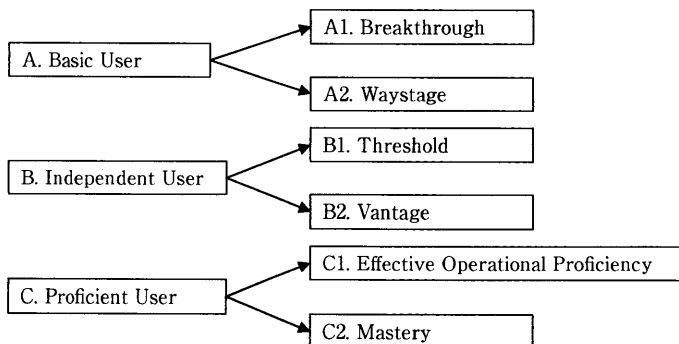 A. Basic User
A1. Breakthrough
A2. Waystage
B. Independent User
B1. Threshold
B2. Vantage
C. Proficient User
C1. Effective Operational Proficiency
C2. Mastery